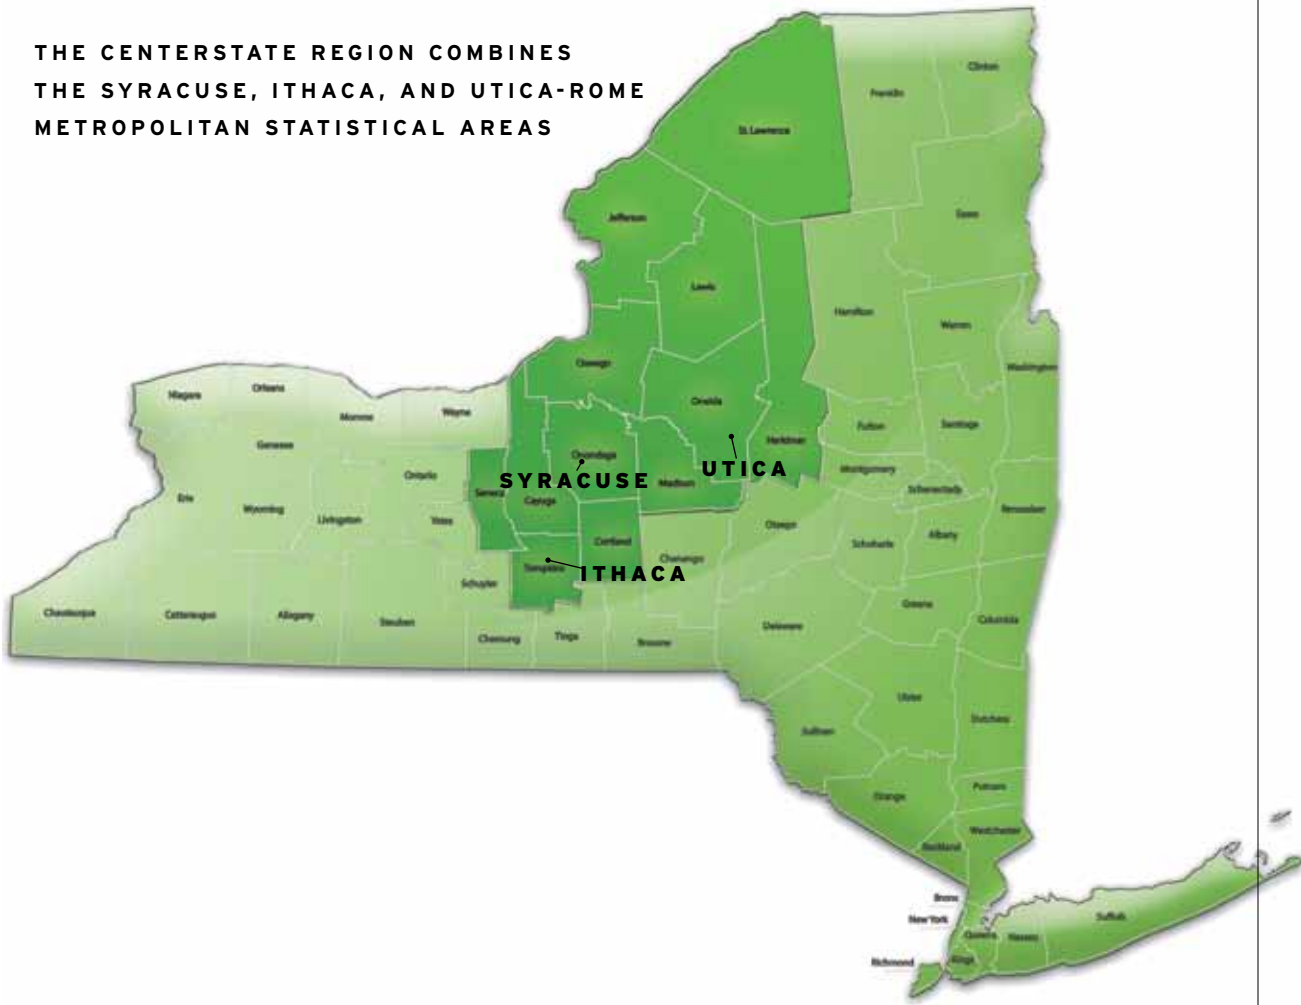 THE CENTERSTATE REGION COMBINES
THE SYRACUSE, ITHACA, AND UTICA-ROME
METROPOLITAN STATISTICAL AREAS
Clinton
Franklin
St. Lawrence
Jefferson
Essex
Lewis
Hamilton
Warren
Washington
Oswego
Oneida
Herkimer
Niagara
Orleans
Monroe
Wayne
Genesee
Fulton
Saratoga
Onondaga
SYRACUSE
UTICA
Madison
Montgomery
Ontario
Seneca
Cayuga
Schenectady
Erie
Wyoming
Livingston
Yates
Rensselaer
Otsego
Schoharie
Albany
Cortland
Chenango
Tompkins
ITHACA
Schuyler
Chautauqua
Cattaraugus
Allegany
Steuben
Chemung
Tioga
Broome
Delaware
Greene
Columbia
Ulster
Dutchess
Sullivan
Orange
Putnam
Westchester
Rockland
Bronx
New York
Queens
Nassau
Suffolk
Richmond
Kings